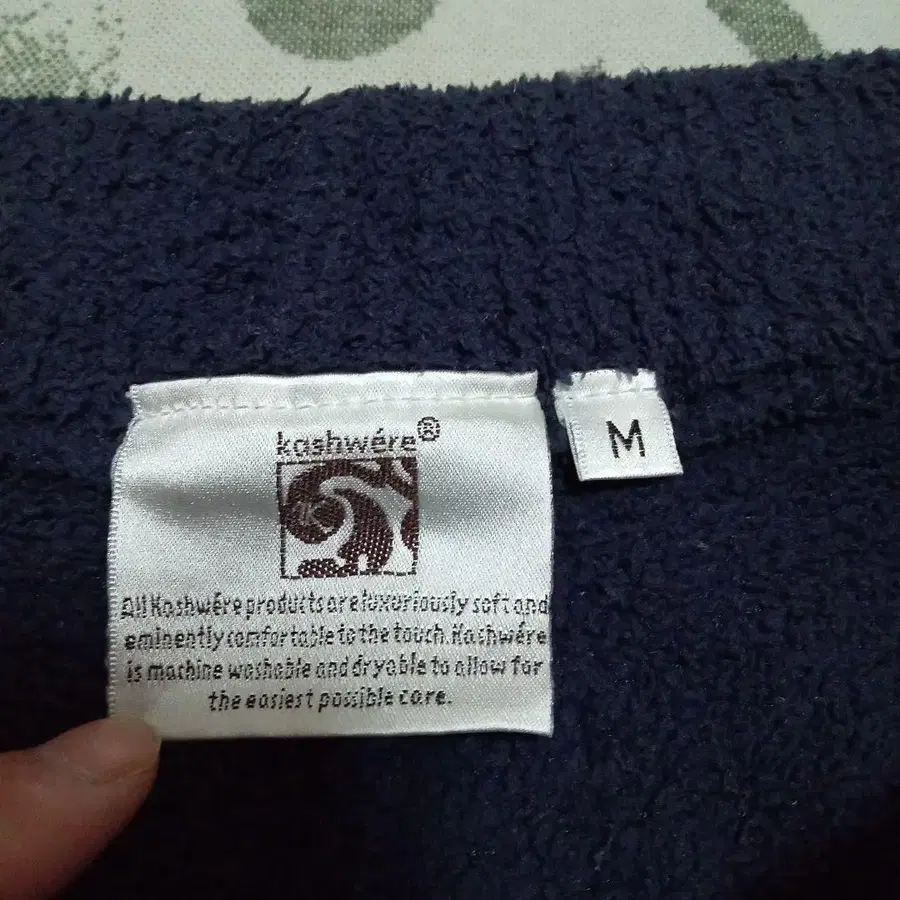 kashwére®
M
All Kashwére products are luxuriously soft and
eminently comfortable to the touch. Kashwére
is machine washable and dryable to allow for
the easiest possible care.